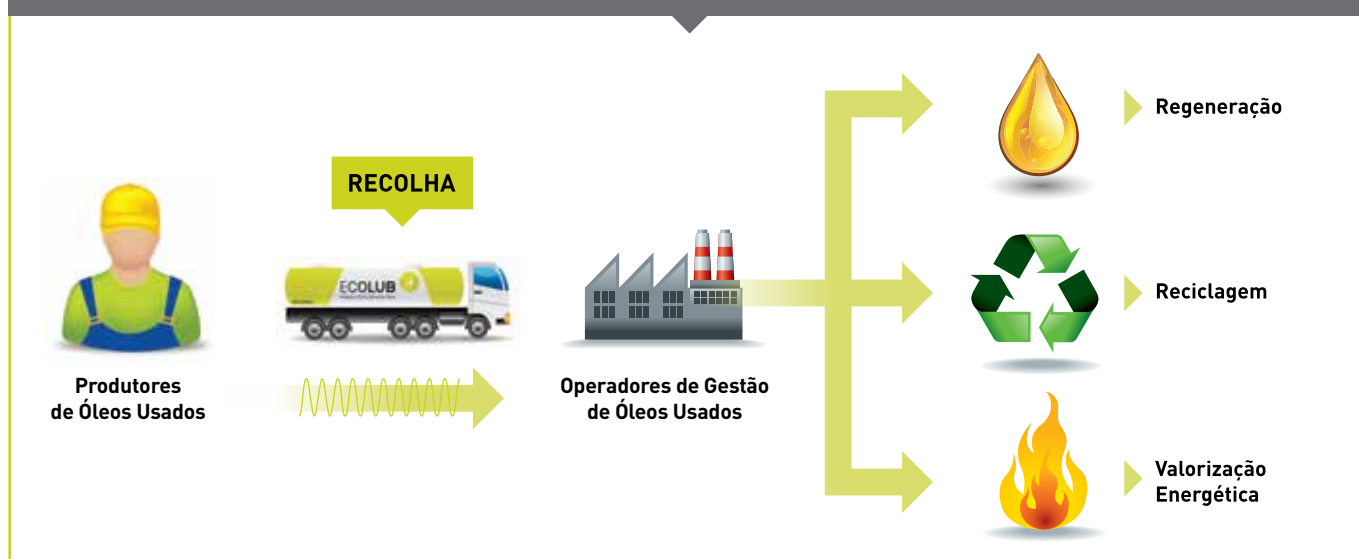 RECOLHA
ECOLUB
Produtores
de Óleos Usados
Operadores de Gestão
de Óleos Usados
Regeneração
Reciclagem
Valorização
Energética